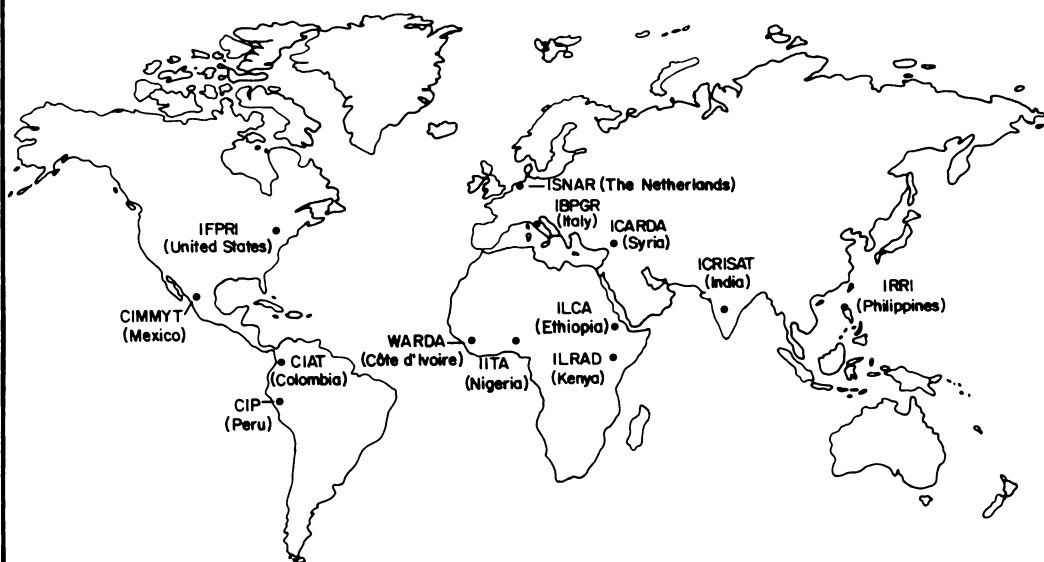 ISNAR (The Netherlands)
IBPGR
(Italy)
IFPRI
(United States)
ICARDA
(Syria)
ICRISAT
(India)
IRRI
(Philippines)
CIMMYT
(Mexico)
ILCA
(Ethiopia)
WARDA
(Côte d'Ivoire)
IITA
(Nigeria)
ILRAD
(Kenya)
CIAT
(Colombia)
CIP
(Peru)